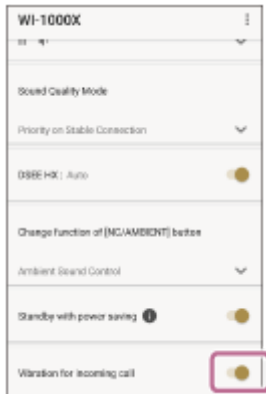 WI-1000X
Sound Quality Mode
Priority on Stable Connection
DSEE HX : Auto
Change function of [NC/AMBIENT] button
Ambient Sound Control
Standby with power saving
Vibration for incoming call